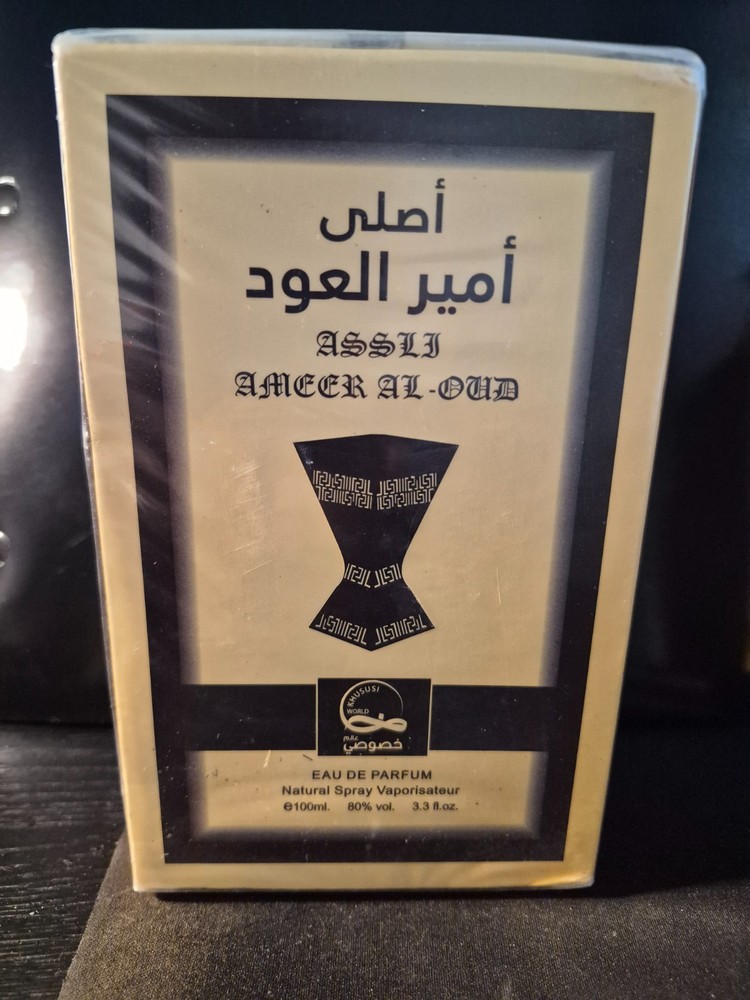 أصلى
أمير العود
ASSLI
AMEER AL-OUD
KHUSUSI
WORLD
عالم
خصوصي
EAU DE PARFUM
Natural Spray Vaporisateur
℮100ml. 80% vol. 3.3 fl.oz.